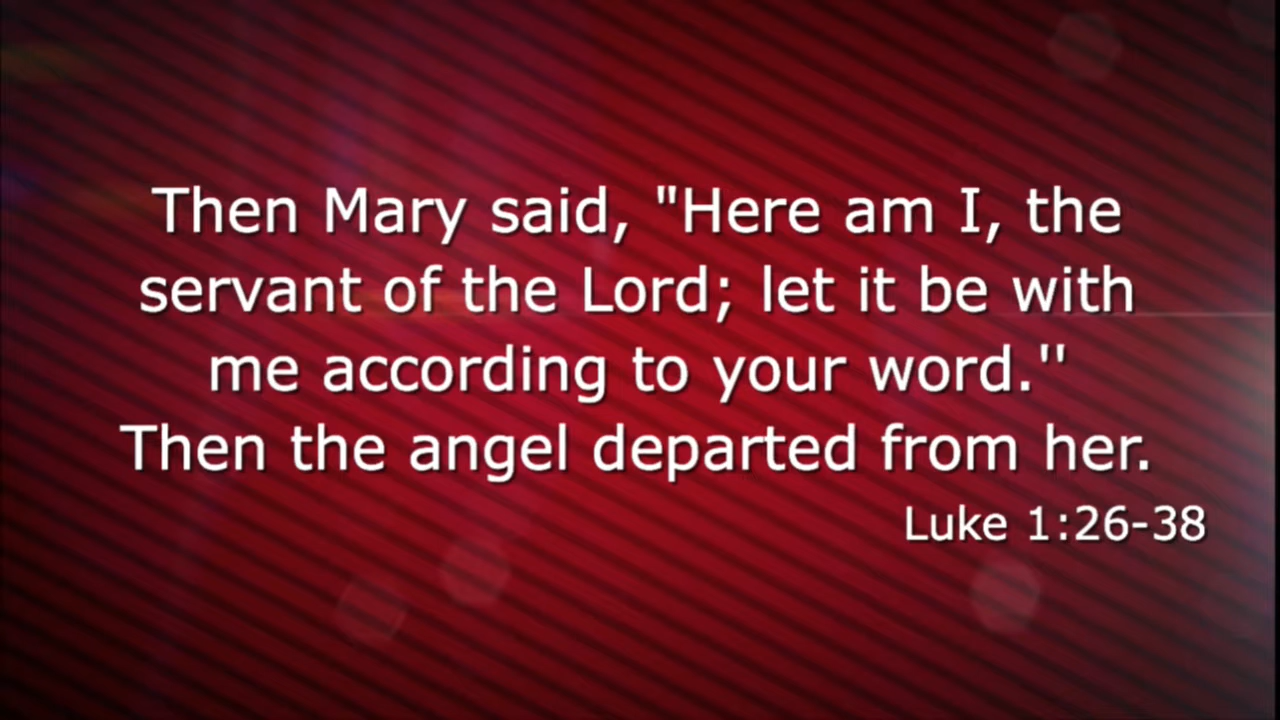 Then Mary said, "Here am I, the
servant of the Lord; let it be with
me according to your word.''
Then the angel departed from her.
Luke 1:26-38